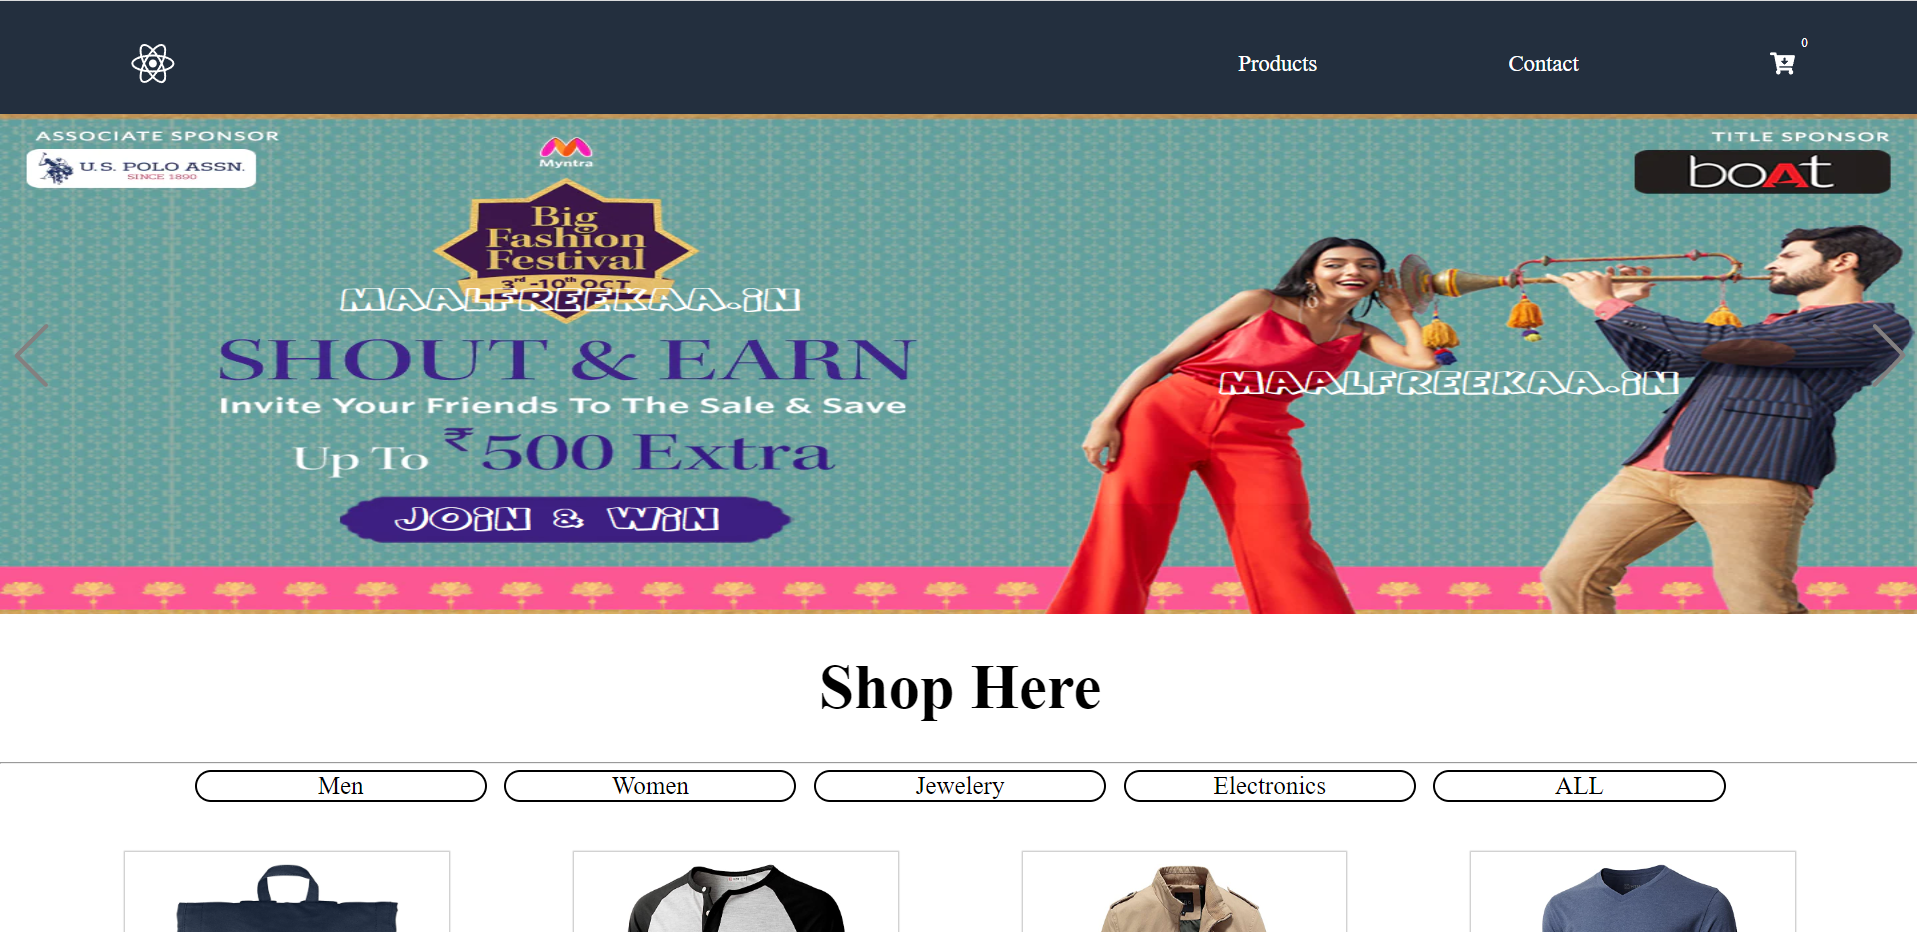 Products
Contact
0
ASSOCIATE SPONSOR
U.S. POLO ASSN.
SINCE 1890
Myntra
TITLE SPONSOR
boAt
Big
Fashion
Festival
3rd -10th OCT
MAALFREEKAA.iN
SHOUT & EARN
Invite Your Friends To The Sale & Save
Up To ₹500 Extra
JOiN & WiN
MAALFREEKAA.iN
Shop Here
Men
Women
Jewelery
Electronics
ALL